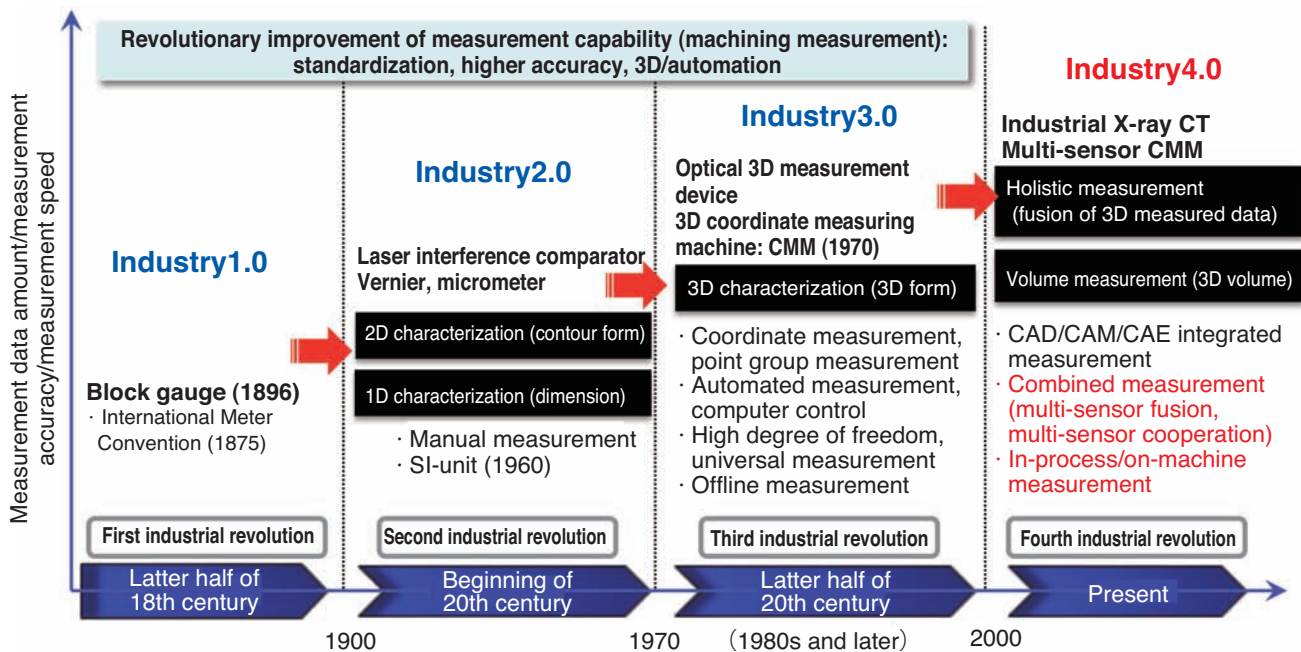 Measurement data amount/measurement
accuracy/measurement speed
Revolutionary improvement of measurement capability (machining measurement):
standardization, higher accuracy, 3D/automation
Industry1.0
Block gauge (1896)
· International Meter
Convention (1875)
First industrial revolution
Latter half of
18th century
1900
Industry2.0
Laser interference comparator
Vernier, micrometer
2D characterization (contour form)
1D characterization (dimension)
· Manual measurement
· SI-unit (1960)
Second industrial revolution
Beginning of
20th century
1970
Industry3.0
Optical 3D measurement
device
3D coordinate measuring
machine: CMM (1970)
3D characterization (3D form)
· Coordinate measurement,
point group measurement
· Automated measurement,
computer control
· High degree of freedom,
universal measurement
· Offline measurement
Third industrial revolution
Latter half of
20th century
(1980s and later)
2000
Industry4.0
Industrial X-ray CT
Multi-sensor CMM
Holistic measurement
(fusion of 3D measured data)
Volume measurement (3D volume)
· CAD/CAM/CAE integrated
measurement
· Combined measurement
(multi-sensor fusion,
multi-sensor cooperation)
· In-process/on-machine
measurement
Fourth industrial revolution
Present